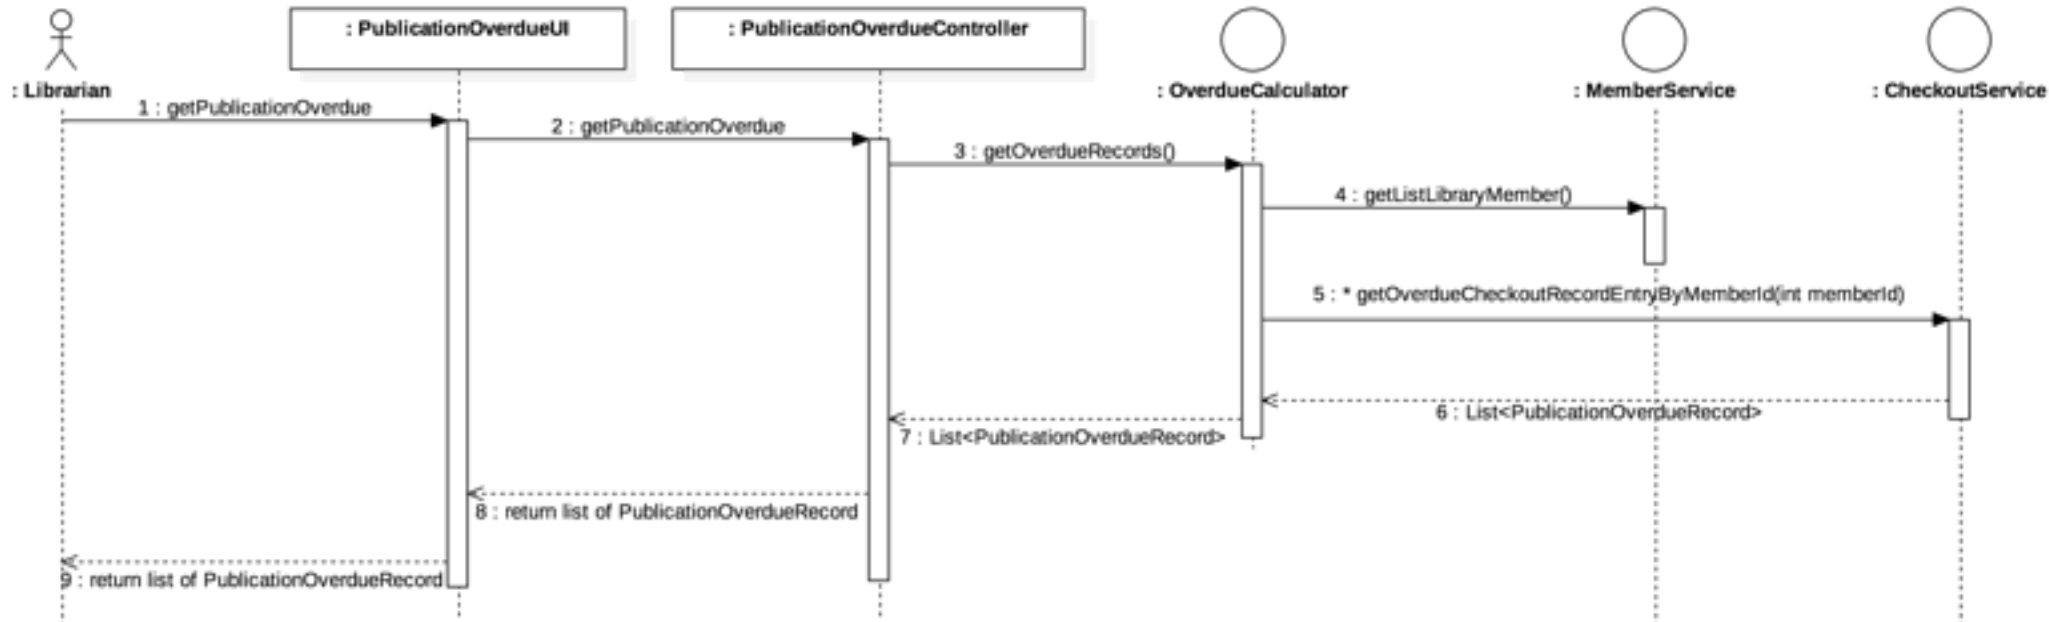 : PublicationOverdueUI
: PublicationOverdueController
: Librarian
: OverdueCalculator
: MemberService
: CheckoutService
1 : getPublicationOverdue
2 : getPublicationOverdue
3 : getOverdueRecords()
4 : getListLibraryMember()
5 : * getOverdueCheckoutRecordEntryByMemberId(int memberId)
6 : List<PublicationOverdueRecord>
7 : List<PublicationOverdueRecord>
8 : return list of PublicationOverdueRecord
9 : return list of PublicationOverdueRecord